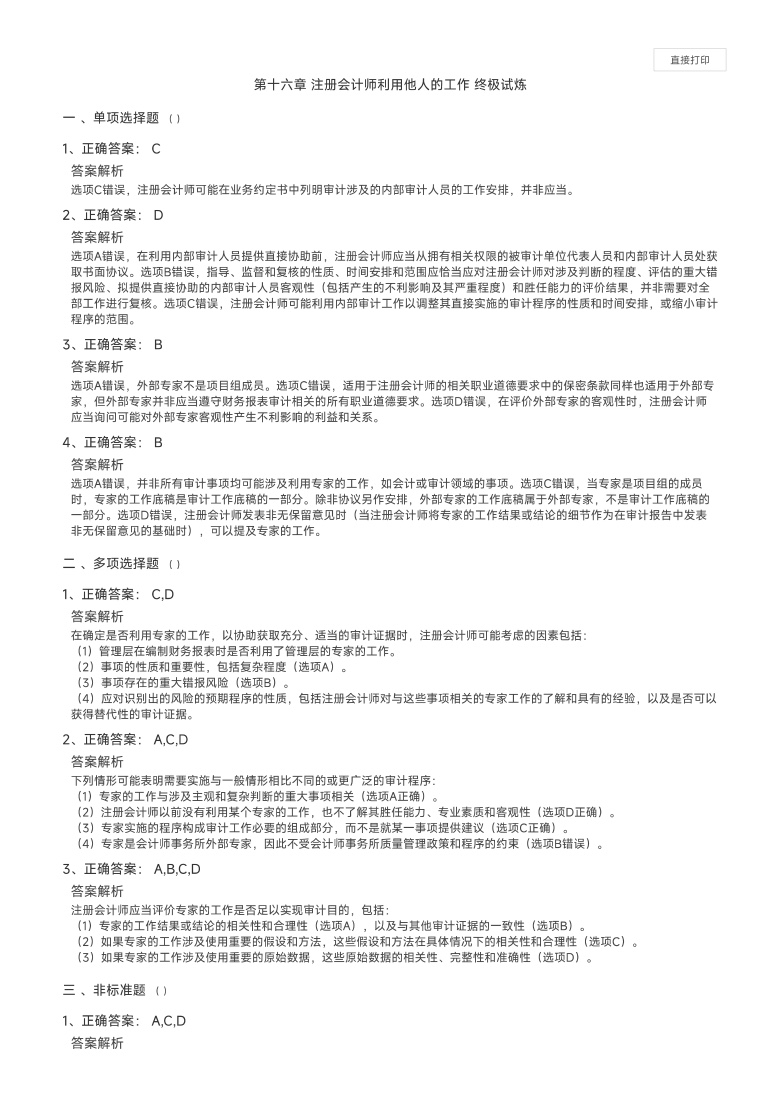 直接打印
第十六章 注册会计师利用他人的工作 终极试炼
一 、单项选择题 （ ）
1、正确答案： C
答案解析
选项C错误，注册会计师可能在业务约定书中列明审计涉及的内部审计人员的工作安排，并非应当。
2、正确答案： D
答案解析
选项A错误，在利用内部审计人员提供直接协助前，注册会计师应当从拥有相关权限的被审计单位代表人员和内部审计人员处获
取书面协议。选项B错误，指导、监督和复核的性质、时间安排和范围应恰当应对注册会计师对涉及判断的程度、评估的重大错
报风险、拟提供直接协助的内部审计人员客观性（包括产生的不利影响及其严重程度）和胜任能力的评价结果，并非需要对全
部工作进行复核。选项C错误，注册会计师可能利用内部审计工作以调整其直接实施的审计程序的性质和时间安排，或缩小审计
程序的范围。
3、正确答案： B
答案解析
选项A错误，外部专家不是项目组成员。选项C错误，适用于注册会计师的相关职业道德要求中的保密条款同样也适用于外部专
家，但外部专家并非应当遵守财务报表审计相关的所有职业道德要求。选项D错误，在评价外部专家的客观性时，注册会计师
应当询问可能对外部专家客观性产生不利影响的利益和关系。
4、正确答案： B
答案解析
选项A错误，并非所有审计事项均可能涉及利用专家的工作，如会计或审计领域的事项。选项C错误，当专家是项目组的成员
时，专家的工作底稿是审计工作底稿的一部分。除非协议另作安排，外部专家的工作底稿属于外部专家，不是审计工作底稿的
一部分。选项D错误，注册会计师发表非无保留意见时（当注册会计师将专家的工作结果或结论的细节作为在审计报告中发表
非无保留意见的基础时），可以提及专家的工作。
二 、多项选择题 （ ）
1、正确答案： C,D
答案解析
在确定是否利用专家的工作，以协助获取充分、适当的审计证据时，注册会计师可能考虑的因素包括：
（1）管理层在编制财务报表时是否利用了管理层的专家的工作。
（2）事项的性质和重要性，包括复杂程度（选项A）。
（3）事项存在的重大错报风险（选项B）。
（4）应对识别出的风险的预期程序的性质，包括注册会计师对与这些事项相关的专家工作的了解和具有的经验，以及是否可以
获得替代性的审计证据。
2、正确答案： A,C,D
答案解析
下列情形可能表明需要实施与一般情形相比不同的或更广泛的审计程序：
（1）专家的工作与涉及主观和复杂判断的重大事项相关（选项A正确）。
（2）注册会计师以前没有利用某个专家的工作，也不了解其胜任能力、专业素质和客观性（选项D正确）。
（3）专家实施的程序构成审计工作必要的组成部分，而不是就某一事项提供建议（选项C正确）。
（4）专家是会计师事务所外部专家，因此不受会计师事务所质量管理政策和程序的约束（选项B错误）。
3、正确答案： A,B,C,D
答案解析
注册会计师应当评价专家的工作是否足以实现审计目的，包括：
（1）专家的工作结果或结论的相关性和合理性（选项A），以及与其他审计证据的一致性（选项B）。
（2）如果专家的工作涉及使用重要的假设和方法，这些假设和方法在具体情况下的相关性和合理性（选项C）。
（3）如果专家的工作涉及使用重要的原始数据，这些原始数据的相关性、完整性和准确性（选项D）。
三 、非标准题 （ ）
1、正确答案： A,C,D
答案解析